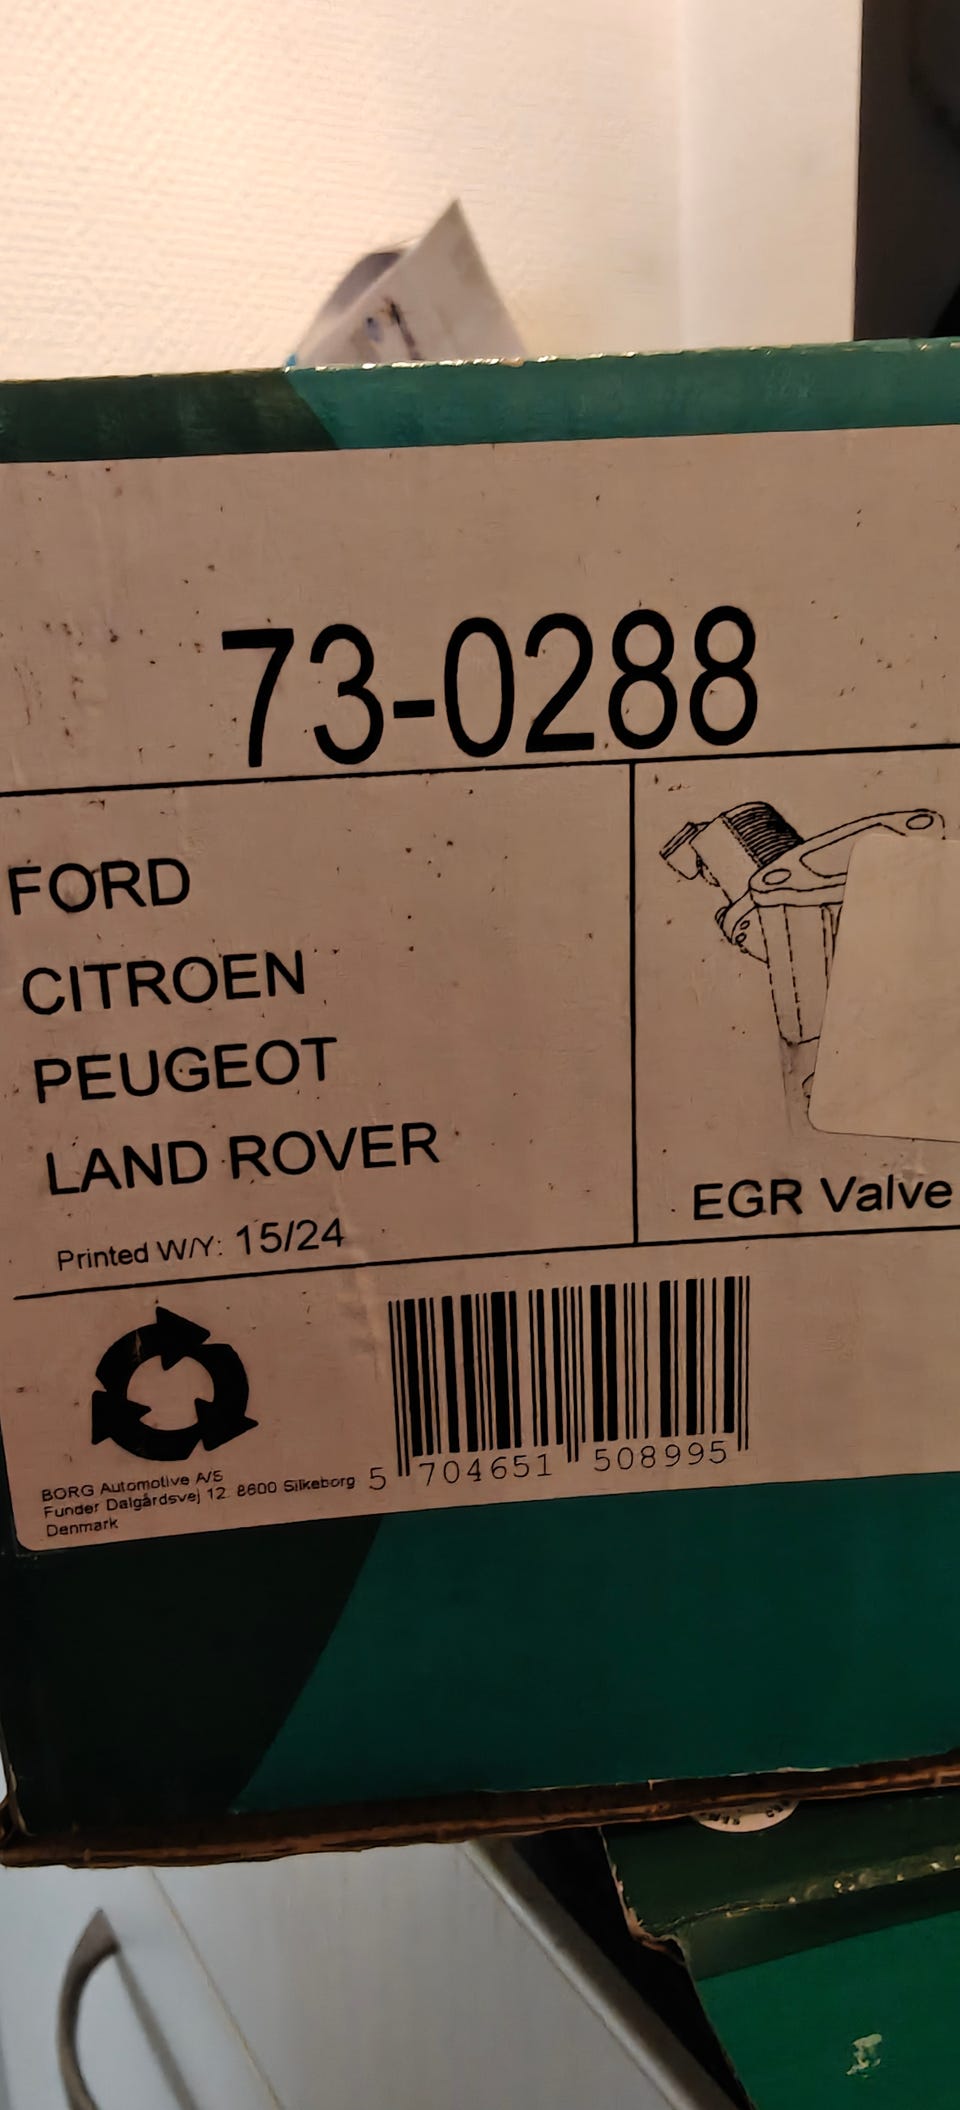 73-0288
FORD
CITROEN
PEUGEOT
LAND ROVER
Printed W/Y: 15/24
EGR Valve
BORG Automotive A/S
Funder Dalgårdsvej 12. 8600 Silkeborg
Denmark
5 704651 508995